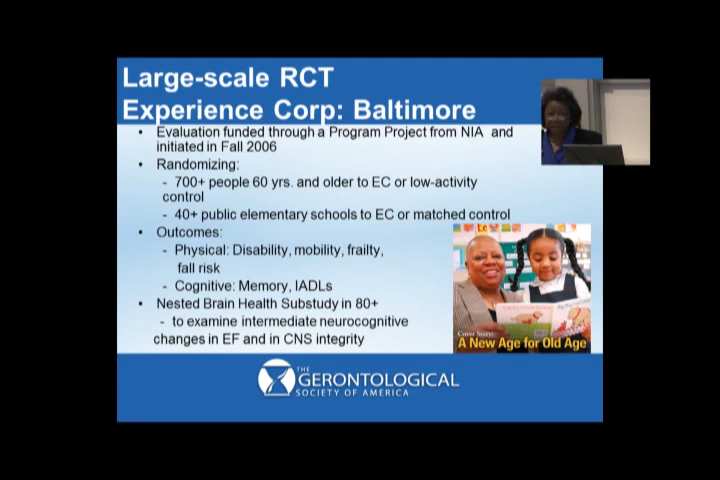 Large-scale RCT
Experience Corp: Baltimore
• Evaluation funded through a Program Project from NIA and
initiated in Fall 2006
• Randomizing:
- 700+ people 60 yrs. and older to EC or low-activity
control
- 40+ public elementary schools to EC or matched control
• Outcomes:
- Physical: Disability, mobility, frailty,
fall risk
- Cognitive: Memory, IADLs
• Nested Brain Health Substudy in 80+
- to examine intermediate neurocognitive
changes in EF and in CNS integrity
Cover Story:
A New Age for Old Age
THE
GERONTOLOGICAL
SOCIETY OF AMERICA